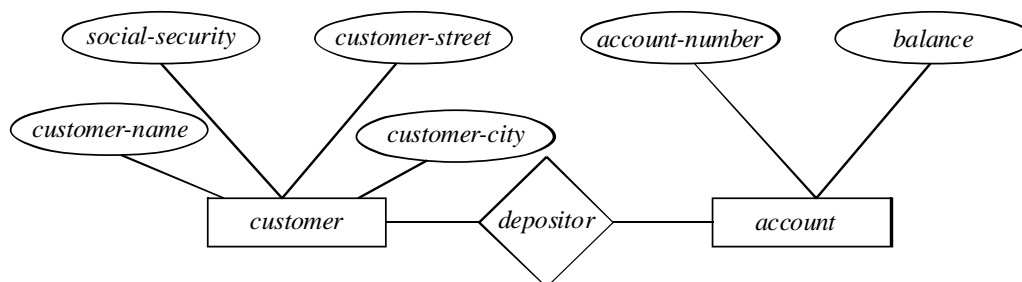 social-security
customer-street
account-number
balance
customer-name
customer-city
customer
depositor
account